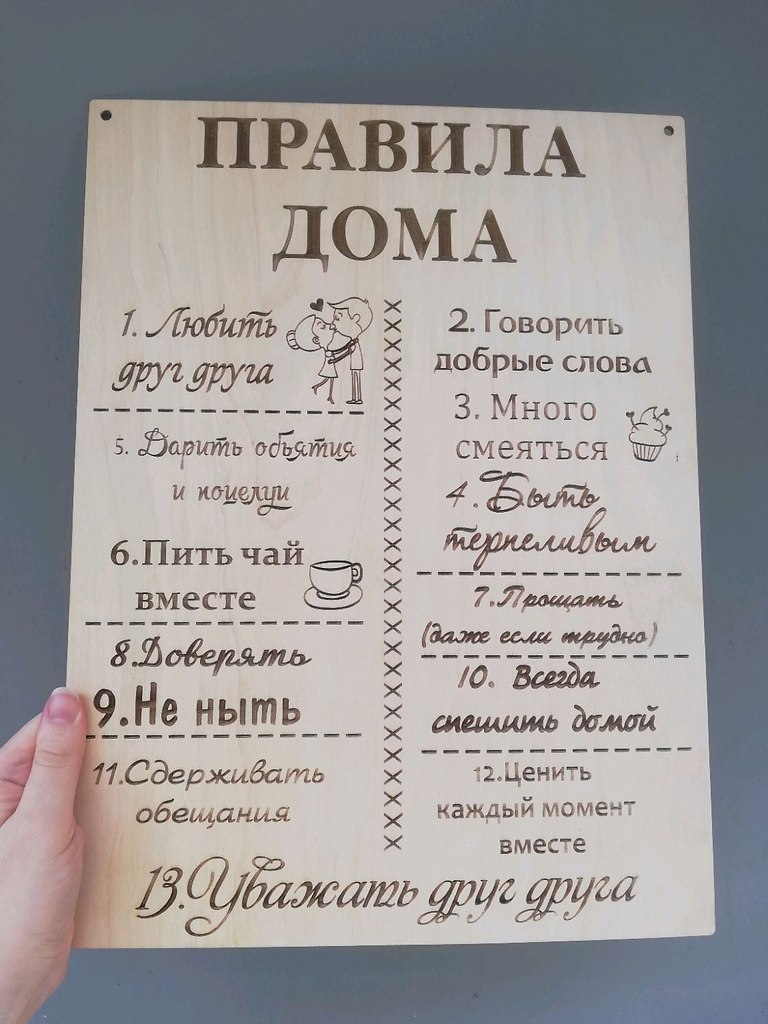 ПРАВИЛА
ДОМА
1. Любить
друг друга
2. Говорить
добрые слова
3. Много
смеяться
4. Быть
терпеливым
5. Дарить объятия
и поцелуи
6.Пить чай
вместе
7.Прощать
(даже если трудно)
8.Доверять
9.Не ныть
10. Всегда
спешить домой
11.Сдерживать
обещания
12.Ценить
каждый момент
вместе
13.Уважать друг друга